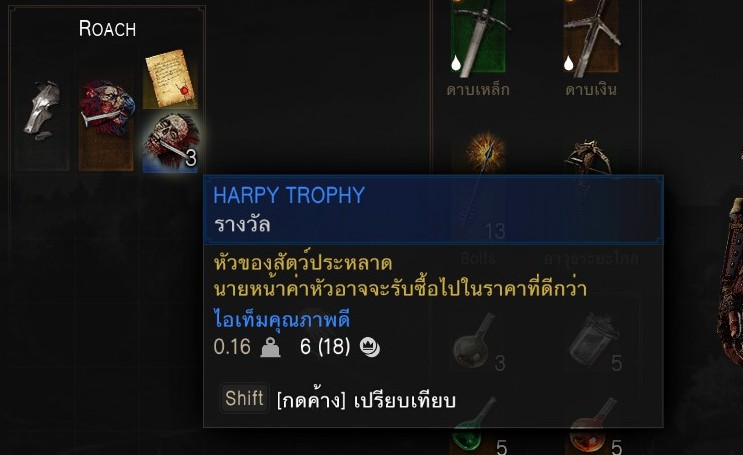 ROACH
ดาบเหล็ก
ดาบเงิน
3
HARPY TROPHY
รางวัล
13
Bolts
หัวของสัตว์ประหลาด
นายหน้าค่าหัวอาจจะรับซื้อไปในราคาที่ดีกว่า
ไอเท็มคุณภาพดี
0.16 6 (18)
3
5
Shift [กดค้าง] เปรียบเทียบ
5
5